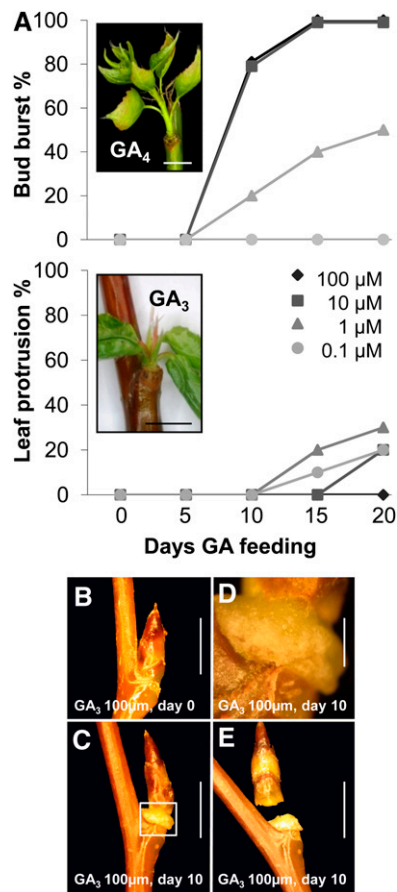 A
Bud burst %
100
80
60
40
20
0
GA4
Leaf protrusion %
100
80
60
40
20
0
GA3
100 µM
10 µM
1 µM
0.1 µM
0 5 10 15 20
Days GA feeding
B
GA3 100µm, day 0
D
GA3 100µm, day 10
C
GA3 100µm, day 10
E
GA3 100µm, day 10